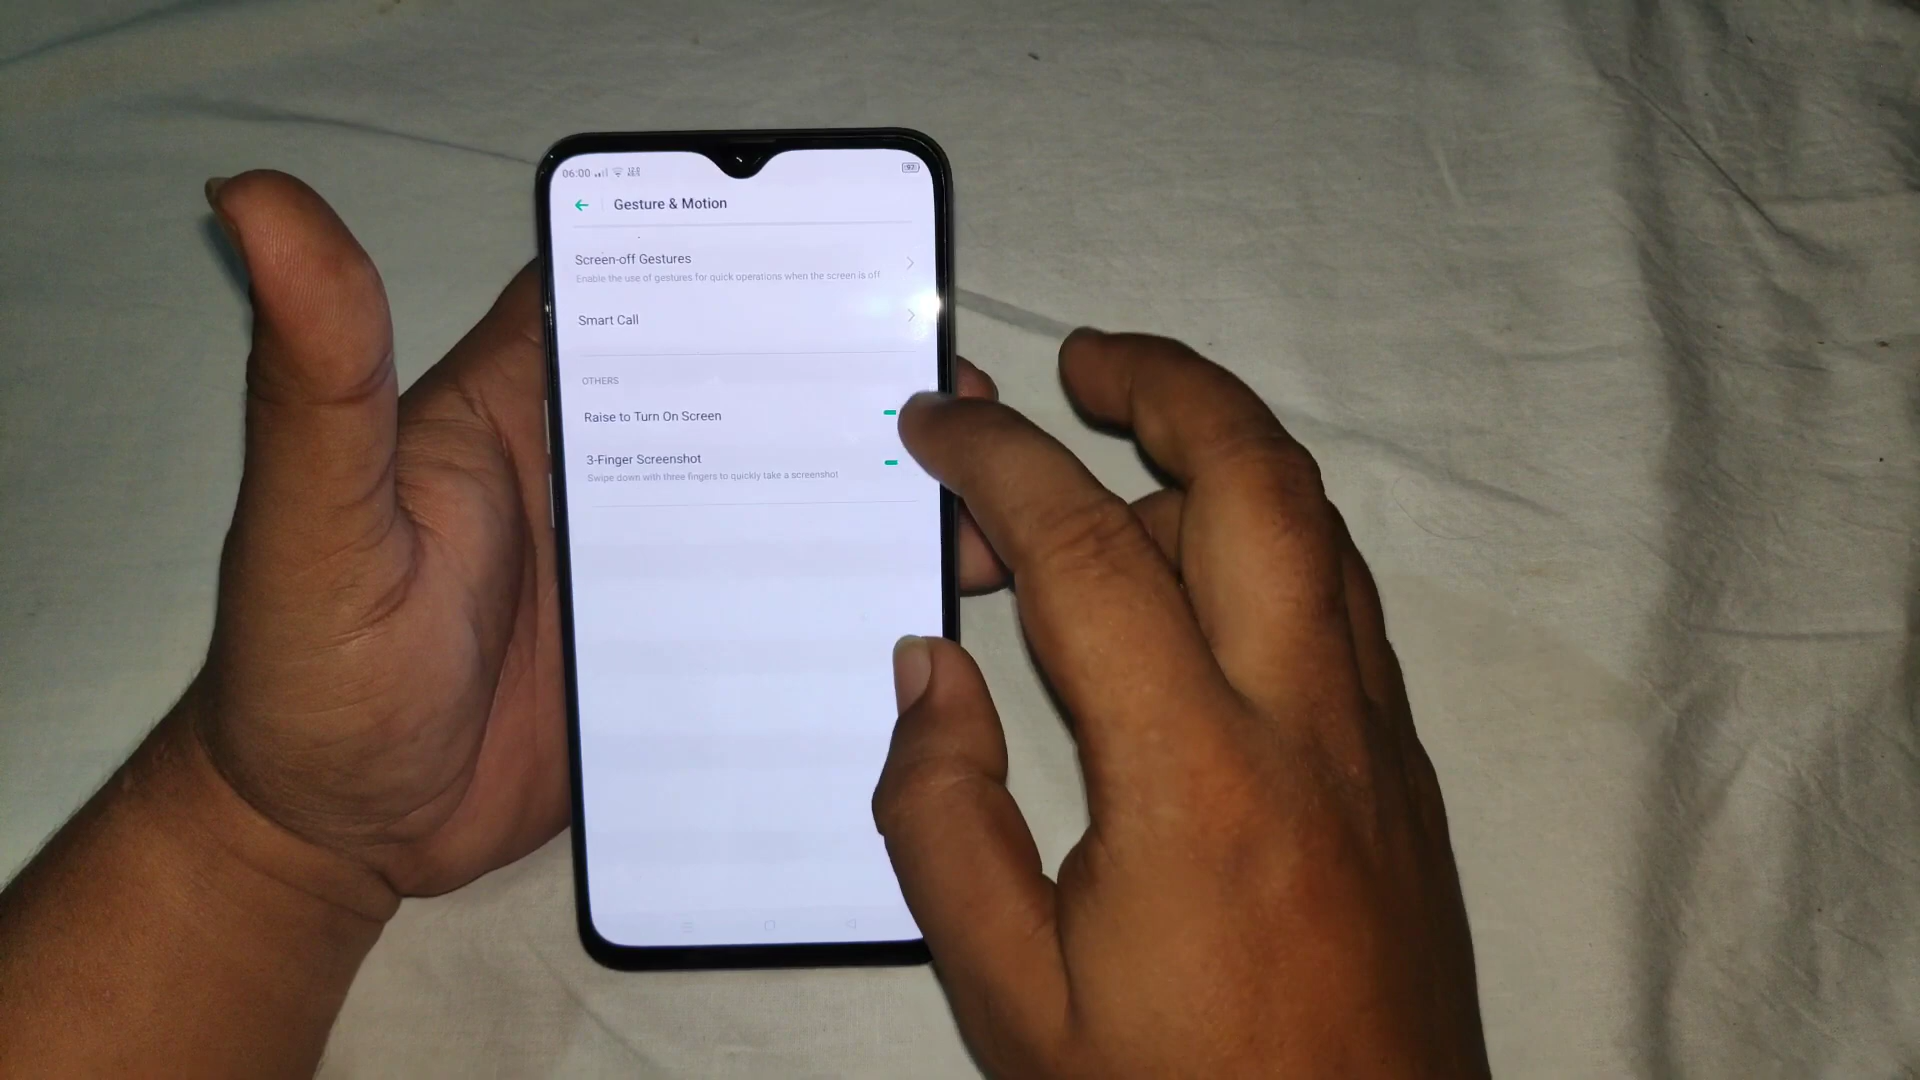 06:00
Gesture & Motion
Screen-off Gestures
Enable the use of gestures for quick operations when the screen is off
Smart Call
OTHERS
Raise to Turn On Screen
3-Finger Screenshot
Swipe down with three fingers to quickly take a screenshot